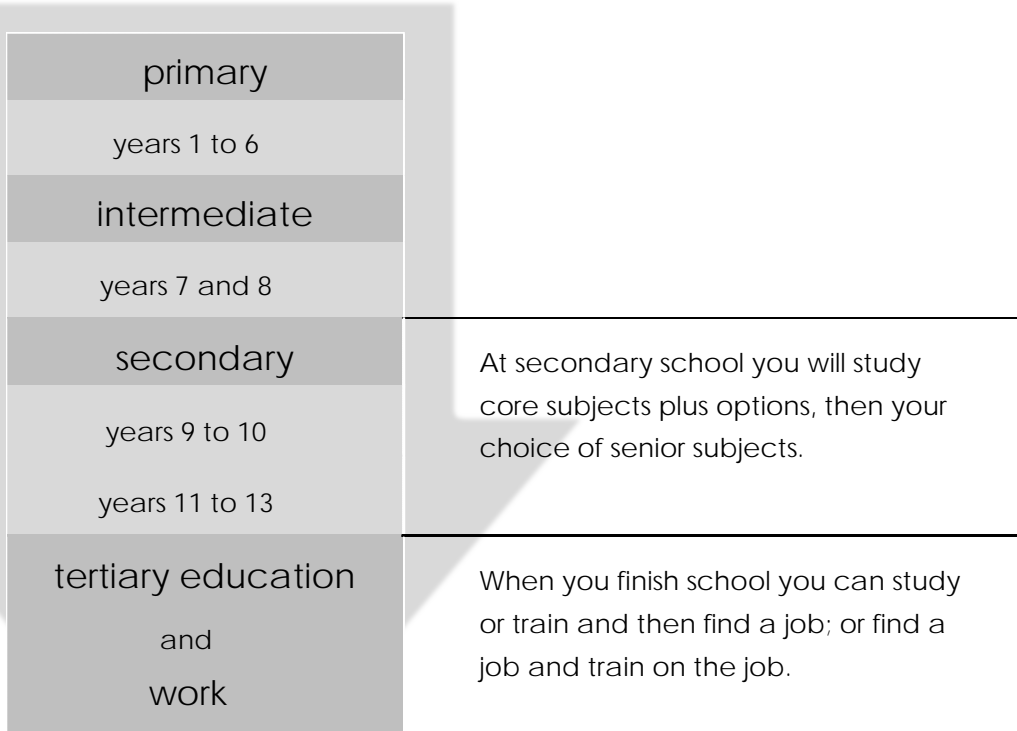 primary
years 1 to 6
intermediate
years 7 and 8
secondary
years 9 to 10
years 11 to 13
At secondary school you will study
core subjects plus options, then your
choice of senior subjects.
tertiary education
and
work
When you finish school you can study
or train and then find a job; or find a
job and train on the job.